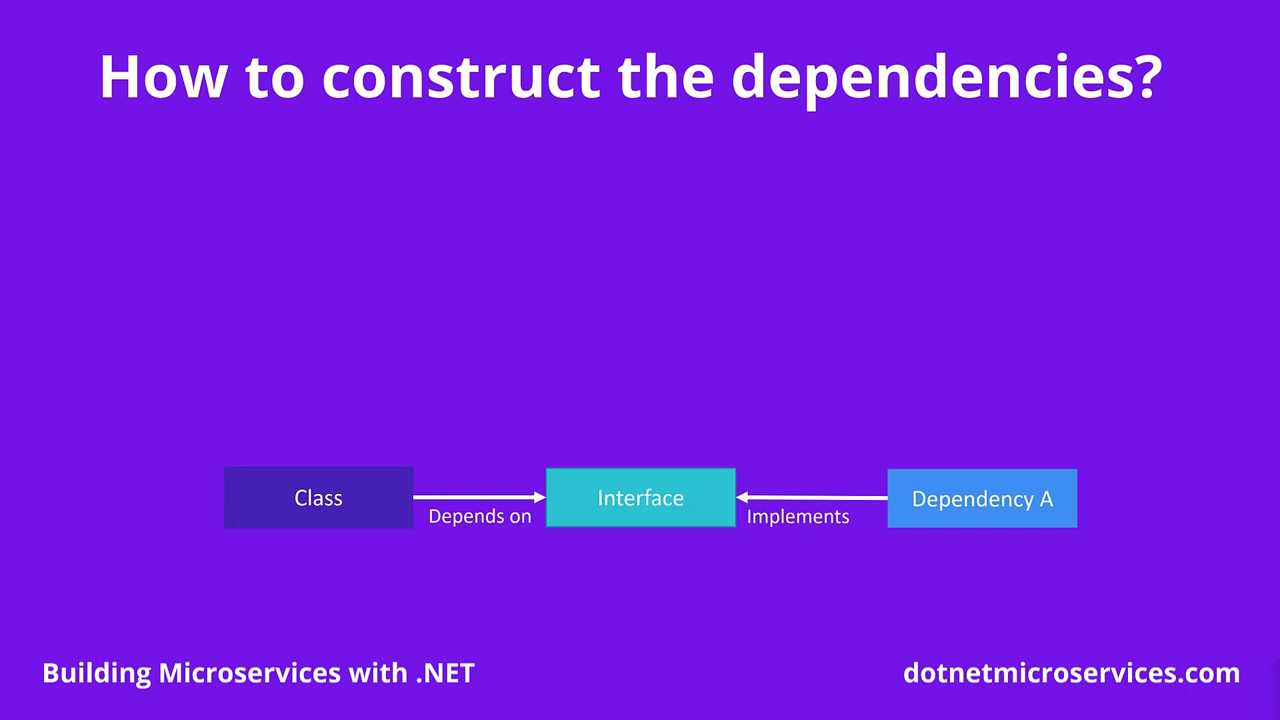 How to construct the dependencies?
Class
Depends on
Interface
Implements
Dependency A
Building Microservices with .NET
dotnetmicroservices.com